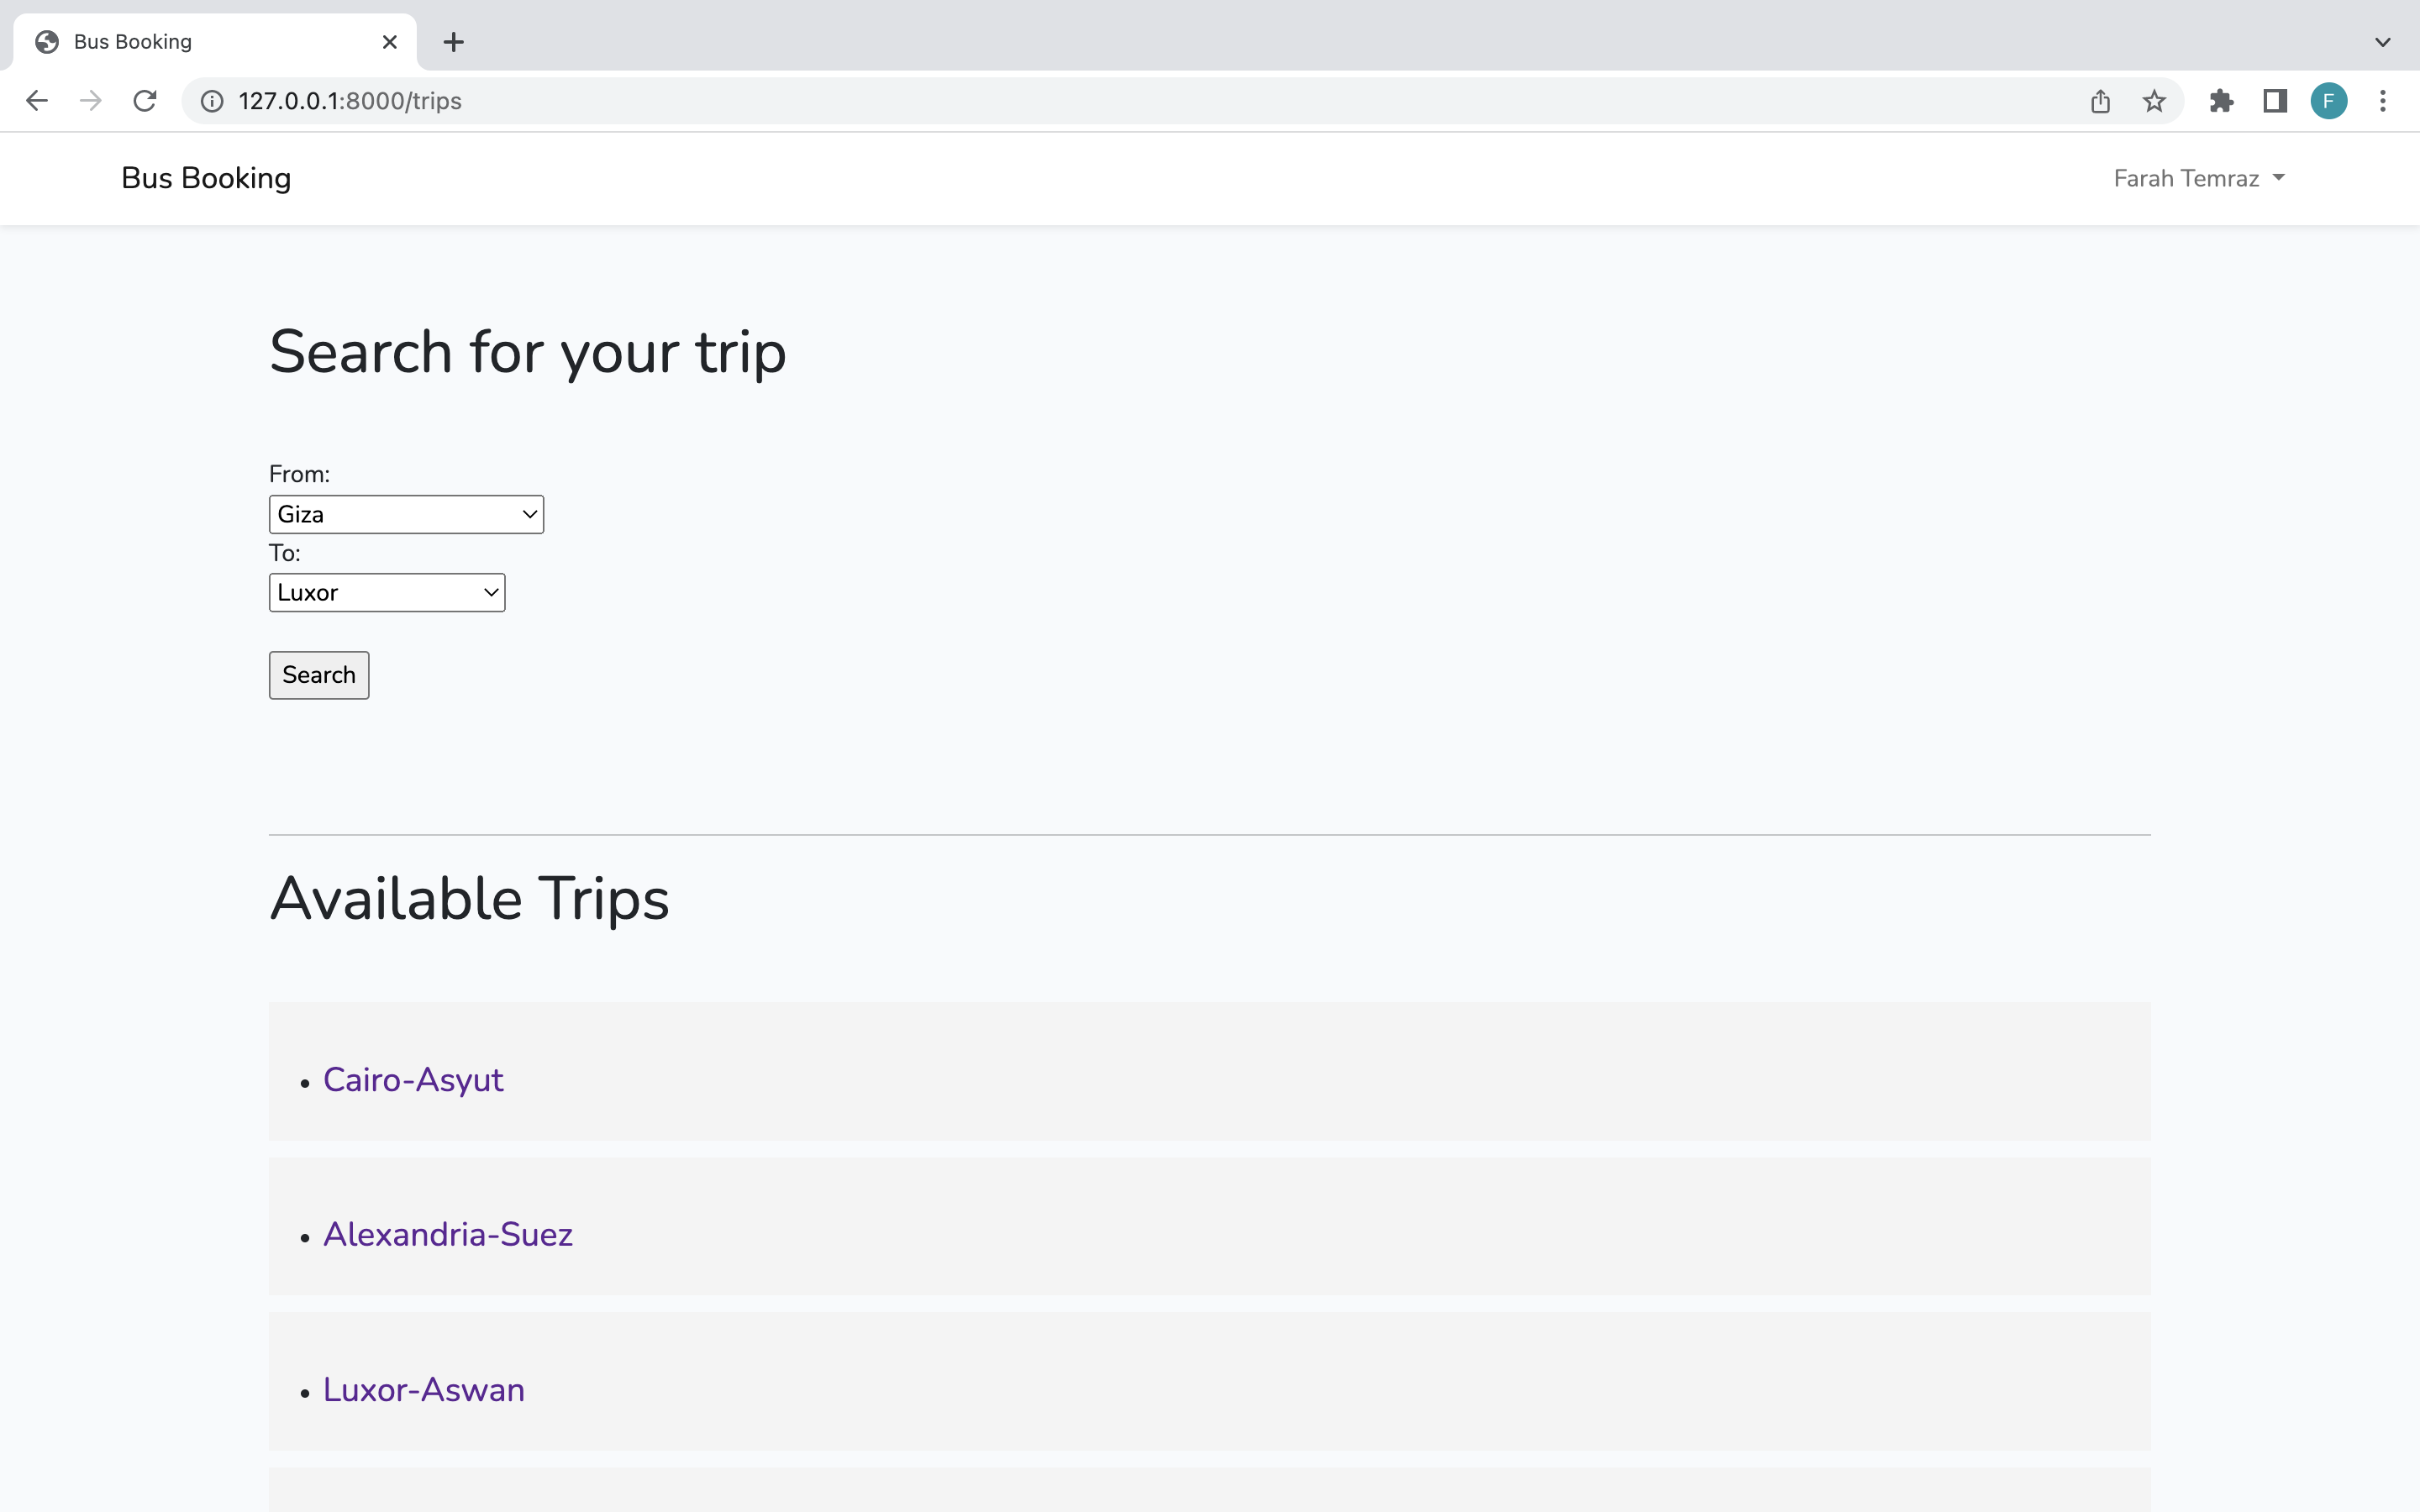 Bus Booking
127.0.0.1:8000/trips
F
Bus Booking
Farah Temraz
Search for your trip
From:
Giza
To:
Luxor
Search
Available Trips
• Cairo-Asyut
• Alexandria-Suez
• Luxor-Aswan